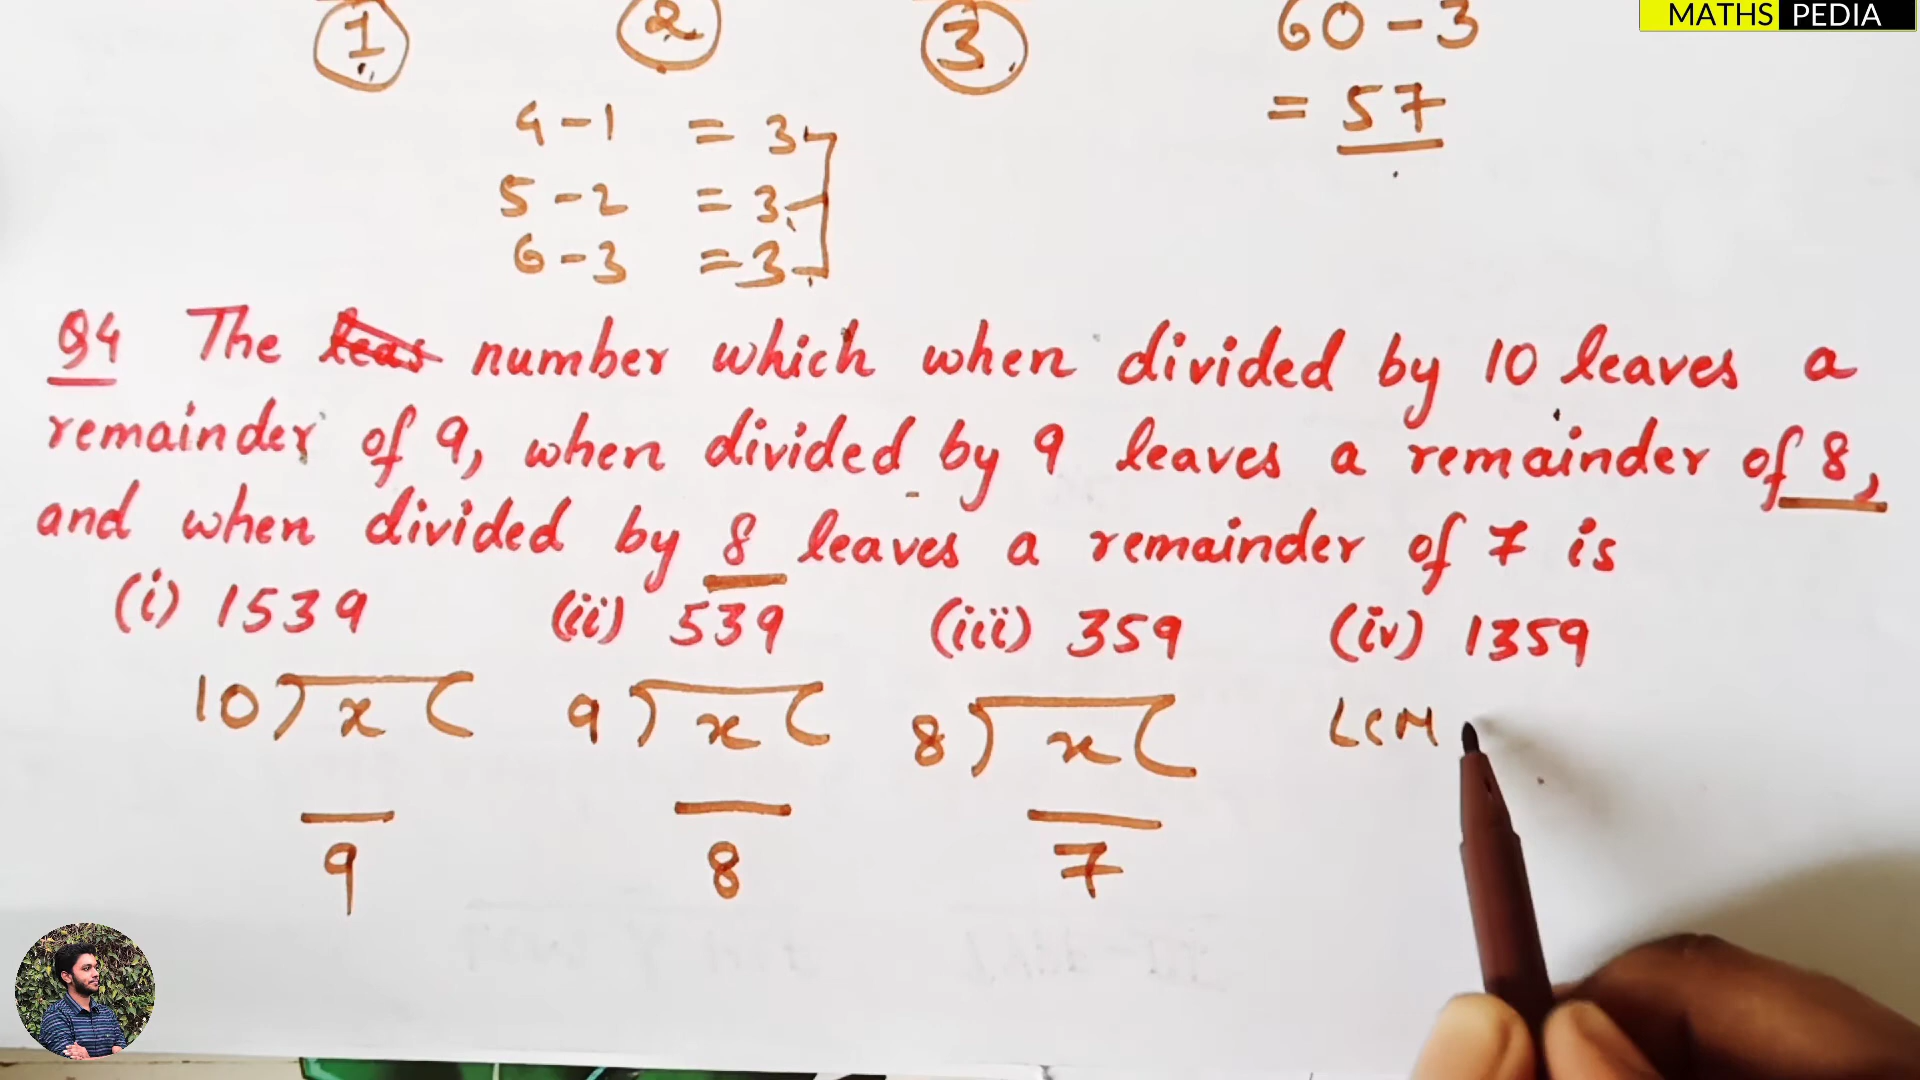 MATHS PEDIA
1 2 3 60 - 3
4 - 1 = 3
= 57
5 - 2 = 3
6 - 3 = 3
Q4 The leas number which when divided by 10 leaves a
remainder of 9, when divided by 9 leaves a remainder of 8,
and when divided by 8 leaves a remainder of 7 is
(i) 1539 (ii) 539 (iii) 359 (iv) 1359
10 ) x ( 9 ) x ( 8 ) x ( LCM
9 8 7